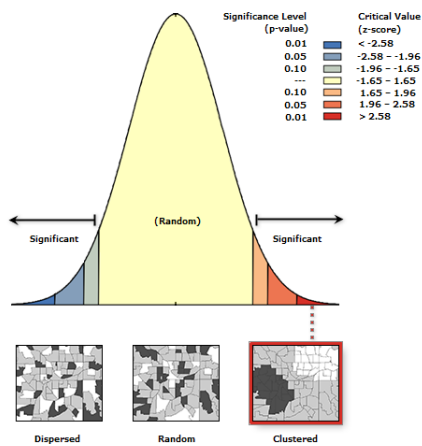 Significance Level
(p-value)
Critical Value
(z-score)
0.01 < -2.58
0.05 -2.58 - -1.96
0.10 -1.96 - -1.65
--- -1.65 - 1.65
0.10 1.65 - 1.96
0.05 1.96 - 2.58
0.01 > 2.58
(Random)
Significant
Significant
Dispersed
Random
Clustered